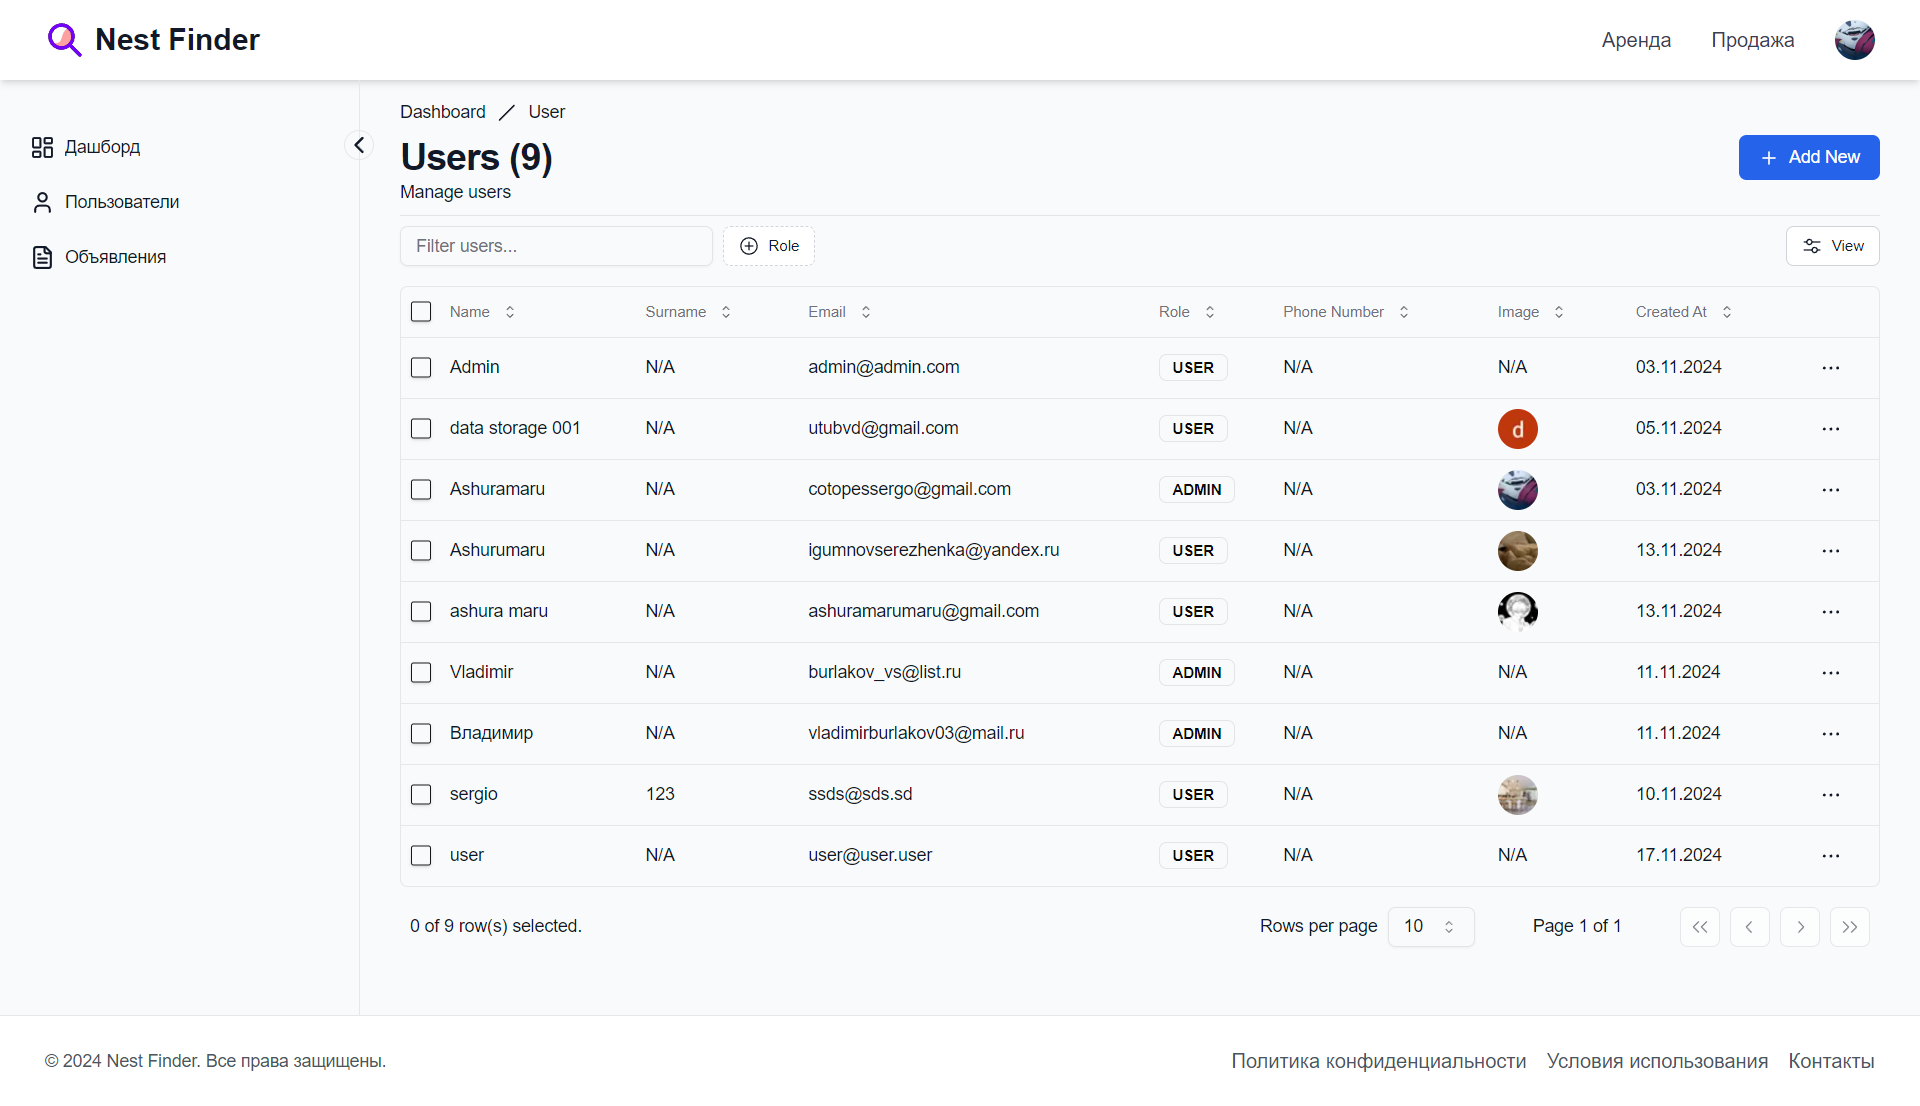 Nest Finder
Аренда Продажа
Дашборд
Пользователи
Объявления
Dashboard / User
Users (9)
Manage users
Add New
Filter users...
Role
View
Name Surname Email Role Phone Number Image Created At
Admin N/A admin@admin.com USER N/A N/A 03.11.2024
data storage 001 N/A utubvd@gmail.com USER N/A d 05.11.2024
Ashuramaru N/A cotopessergo@gmail.com ADMIN N/A 03.11.2024
Ashurumaru N/A igumnovserezhenka@yandex.ru USER N/A 13.11.2024
ashura maru N/A ashuramarumaru@gmail.com USER N/A 13.11.2024
Vladimir N/A burlakov_vs@list.ru ADMIN N/A N/A 11.11.2024
Владимир N/A vladimirburlakov03@mail.ru ADMIN N/A N/A 11.11.2024
sergio 123 ssds@sds.sd USER N/A 10.11.2024
user N/A user@user.user USER N/A N/A 17.11.2024
0 of 9 row(s) selected.
Rows per page 10
Page 1 of 1
© 2024 Nest Finder. Все права защищены.
Политика конфиденциальности Условия использования Контакты